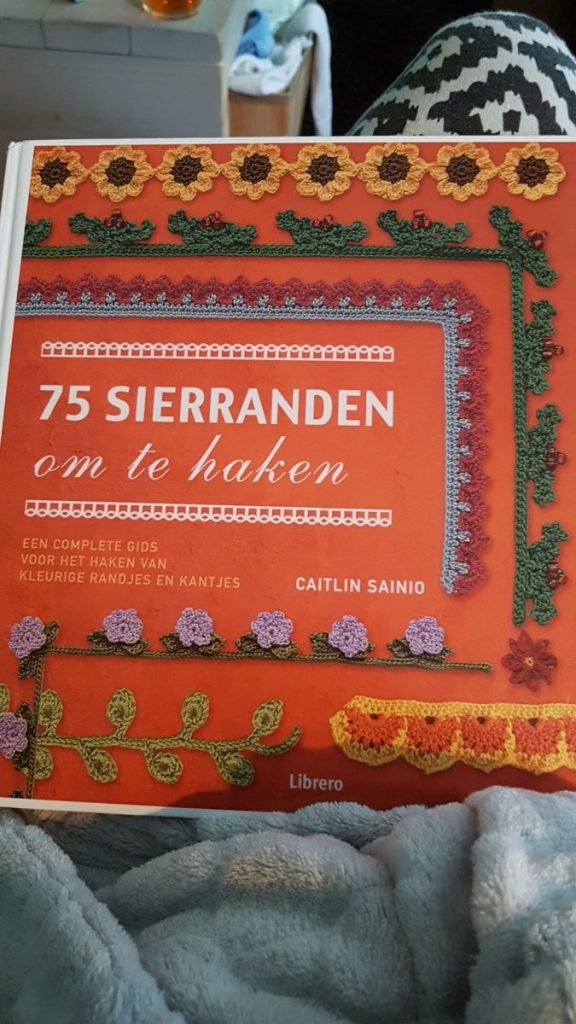 75 SIERRANDEN
om te haken
EEN COMPLETE GIDS
VOOR HET HAKEN VAN
KLEURIGE RANDJES EN KANTJES
CAITLIN SAINIO
Librero